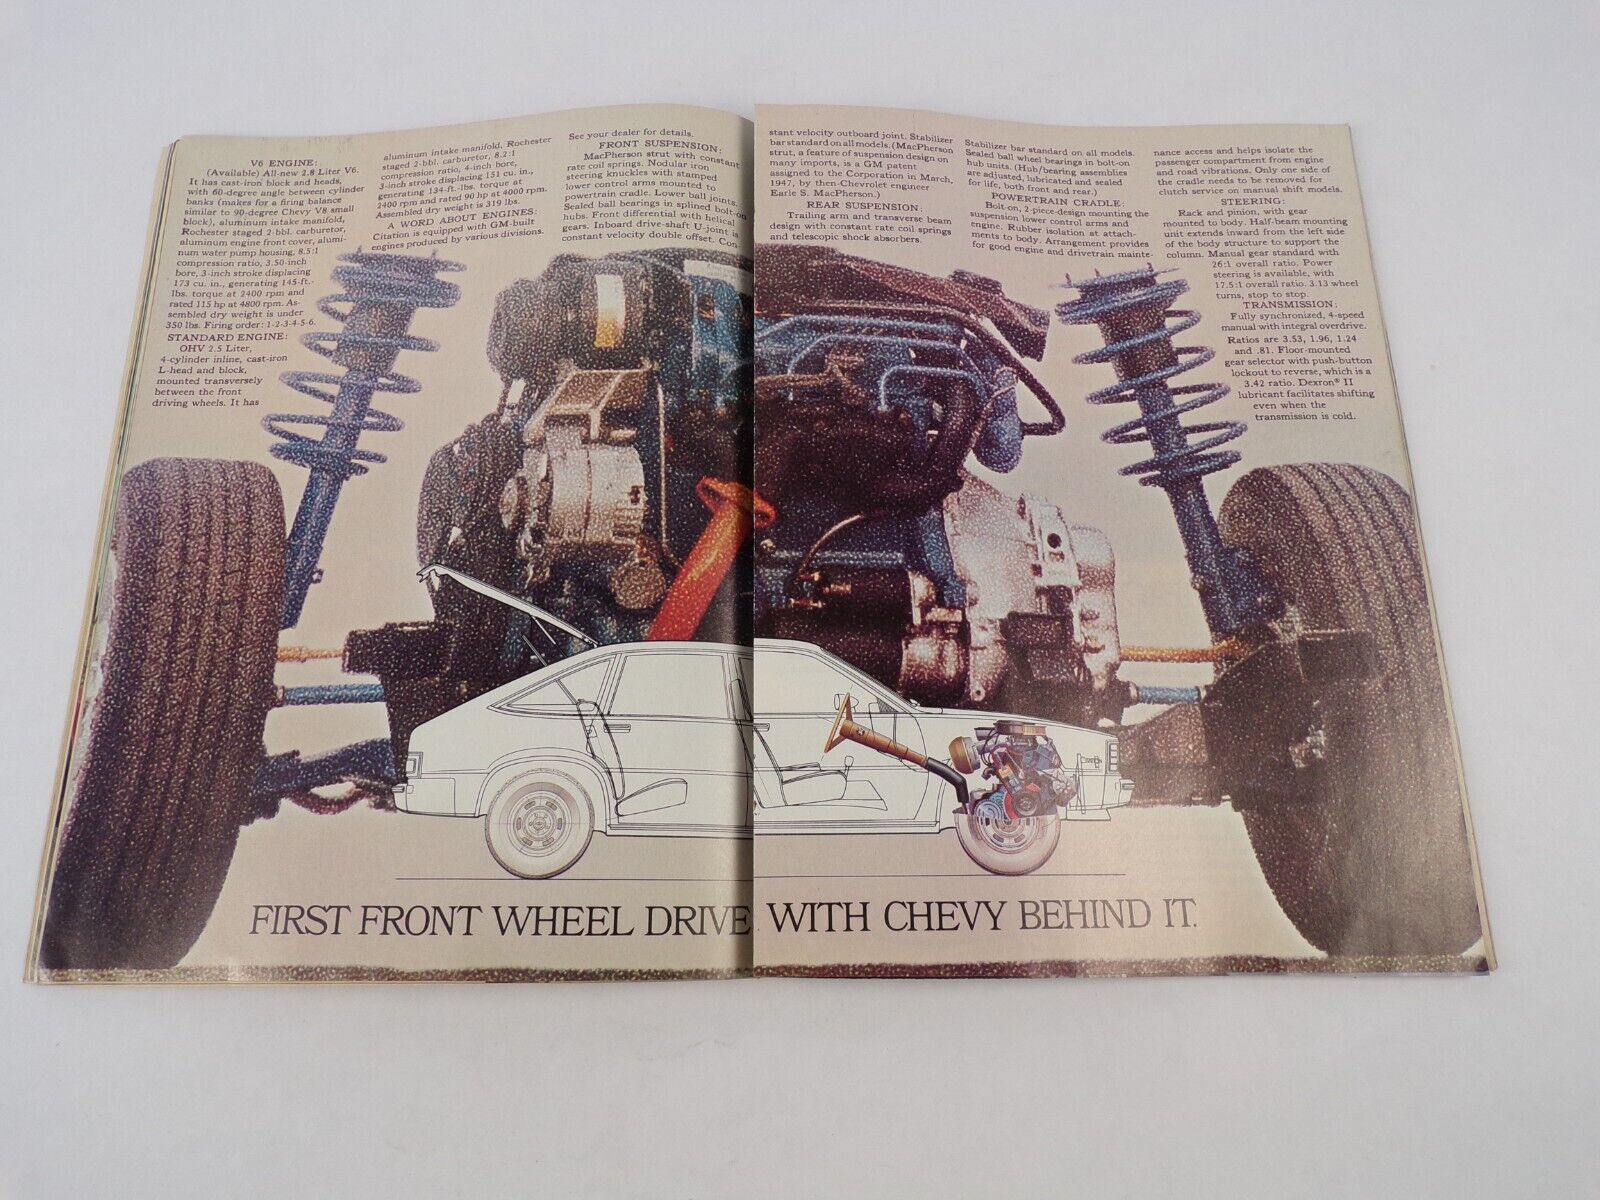 V6 ENGINE:
(Available) All-new 2.8 Liter V6.
It has cast-iron block and heads,
with 60-degree angle between cylinder
banks (makes for a firing balance
similar to 90-degree Chevy V8 small
block), aluminum intake manifold,
Rochester staged 2-bbl. carburetor,
aluminum engine front cover, alumi-
num water pump housing, 8.5:1
compression ratio, 3.50-inch
bore, 3-inch stroke displacing
173 cu. in., generating 145-ft.-
lbs. torque at 2400 rpm and
rated 115 hp at 4800 rpm. As-
sembled dry weight is under
350 lbs. Firing order: 1-2-3-4-5-6.
STANDARD ENGINE:
OHV 2.5 Liter,
4-cylinder inline, cast-iron
L-head and block,
mounted transversely
between the front
driving wheels. It has
aluminum intake manifold, Rochester
staged 2-bbl. carburetor, 8.2:1
compression ratio, 4-inch bore,
3-inch stroke displacing 151 cu. in.,
generating 134-ft.-lbs. torque at
2400 rpm and rated 90 hp at 4000 rpm.
Assembled dry weight is 319 lbs.
A WORD ABOUT ENGINES:
Citation is equipped with GM-built
engines produced by various divisions.
See your dealer for details.
FRONT SUSPENSION:
MacPherson strut with constant
rate coil springs. Nodular iron
steering knuckles with stamped
lower control arms mounted to
powertrain cradle. Lower ball joints.
Sealed ball bearings in splined bolt-on
hubs. Front differential with helical
gears. Inboard drive-shaft U-joint is
constant velocity double offset. Con-
stant velocity outboard joint. Stabilizer
bar standard on all models. (MacPherson
strut, a feature of suspension design on
many imports, is a GM patent
assigned to the Corporation in March,
1947, by then-Chevrolet engineer
Earle S. MacPherson.)
REAR SUSPENSION:
Trailing arm and transverse beam
design with constant rate coil springs
and telescopic shock absorbers.
Stabilizer bar standard on all models.
Sealed ball wheel bearings in bolt-on
hub units. (Hub/bearing assemblies
are adjusted, lubricated and sealed
for life, both front and rear.)
POWERTRAIN CRADLE:
Bolt-on, 2-piece-design mounting the
suspension lower control arms and
engine. Rubber isolation at attach-
ments to body. Arrangement provides
for good engine and drivetrain mainte-
nance access and helps isolate the
passenger compartment from engine
and road vibrations. Only one side of
the cradle needs to be removed for
clutch service on manual shift models.
STEERING:
Rack and pinion, with gear
mounted to body. Half-beam mounting
unit extends inward from the left side
of the body structure to support the
column. Manual gear standard with
26:1 overall ratio. Power
steering is available, with
17.5:1 overall ratio. 3.13 wheel
turns, stop to stop.
TRANSMISSION:
Fully synchronized, 4-speed
manual with integral overdrive.
Ratios are 3.53, 1.96, 1.24
and .81. Floor-mounted
gear selector with push-button
lockout to reverse, which is a
3.42 ratio. Dexron® II
lubricant facilitates shifting
even when the
transmission is cold.
FIRST FRONT WHEEL DRIVE WITH CHEVY BEHIND IT.